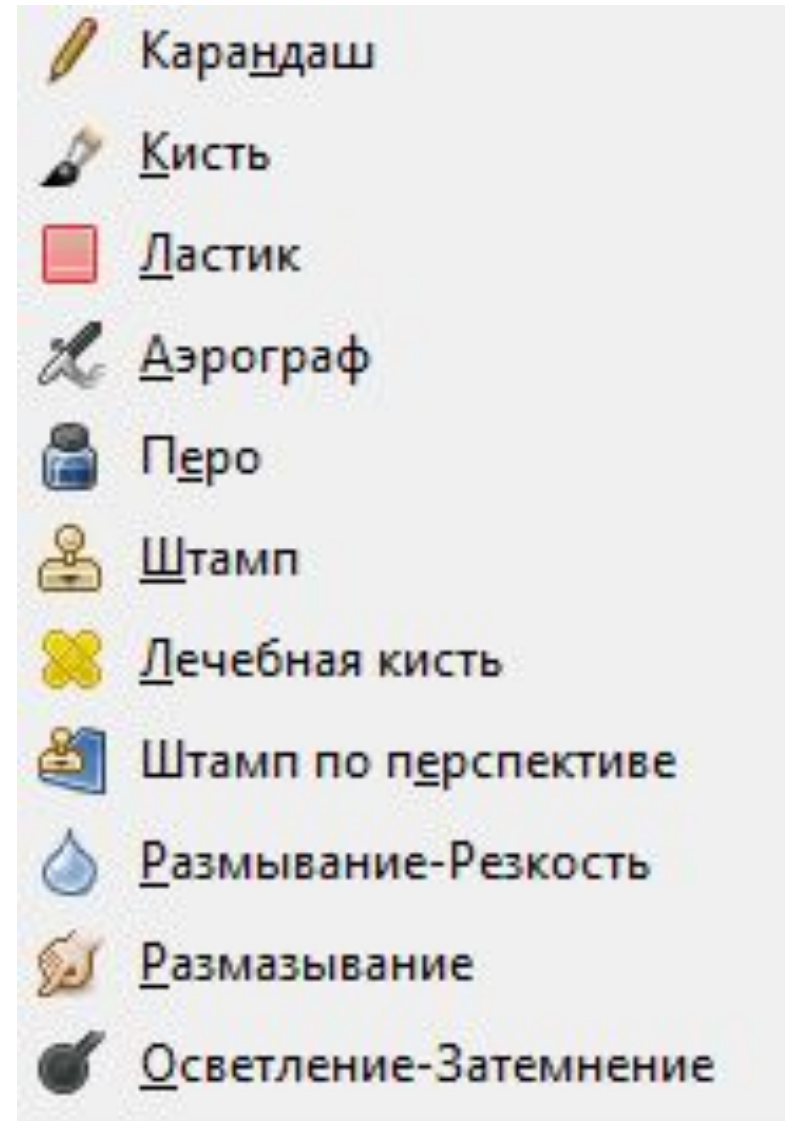 Карандаш
Кисть
Ластик
Аэрограф
Перо
Штамп
Лечебная кисть
Штамп по перспективе
Размывание-Резкость
Размазывание
Осветление-Затемнение